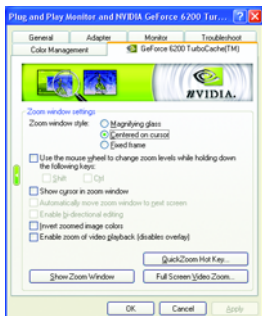 Plug and Play Monitor and NVIDIA GeForce 6200 Tur...
General Adapter Monitor Troubleshoot
Color Management GeForce 6200 TurboCache(TM)
NVIDIA.
Zoom window settings
Zoom window style: Magnifying glass
Centered on cursor
Fixed frame
Use the mouse wheel to change zoom levels while holding down
the following keys:
Shift Ctrl
Show cursor in zoom window
Automatically move zoom window to next screen
Enable bi-directional editing
Invert zoomed image colors
Enable zoom of video playback (disables overlay)
QuickZoom Hot Key...
Show Zoom Window Full Screen Video Zoom...
OK Cancel Apply